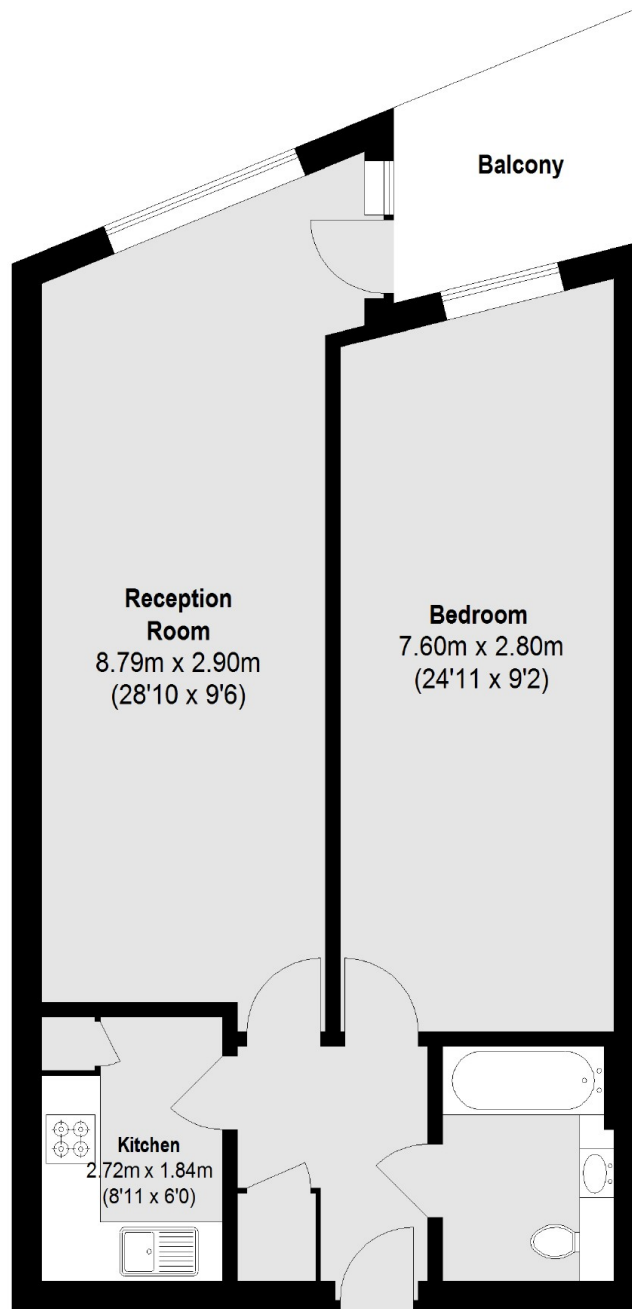 Balcony
Reception
Room
8.79m x 2.90m
(28'10 x 9'6)
Bedroom
7.60m x 2.80m
(24'11 x 9'2)
Kitchen
2.72m x 1.84m
(8'11 x 6'0)